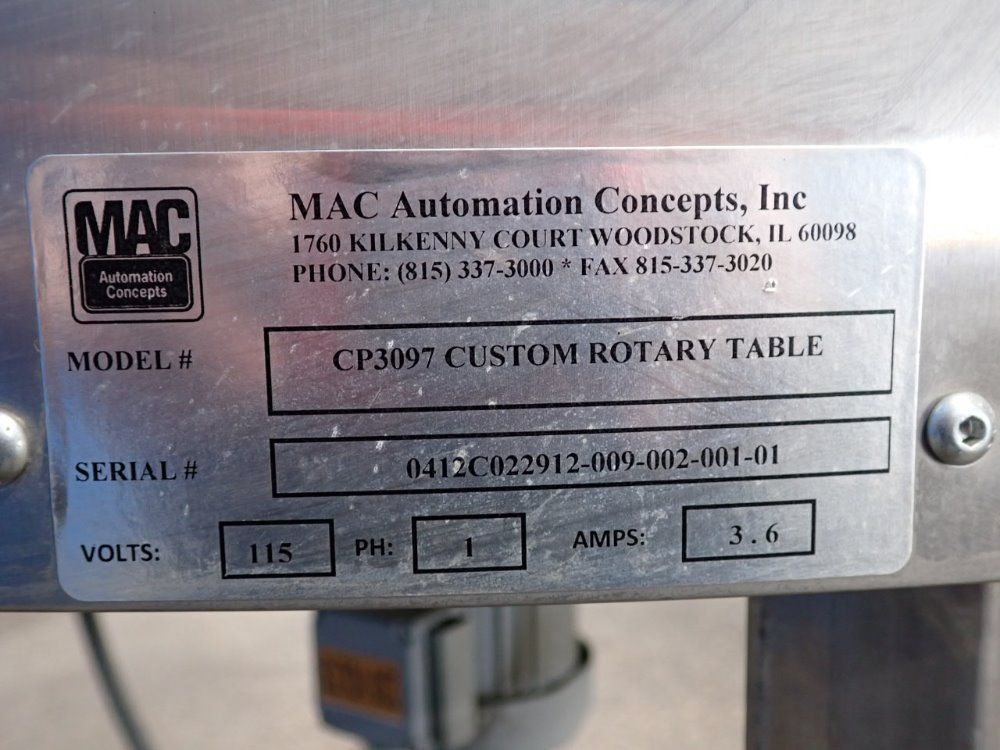 MAC
Automation
Concepts
MAC Automation Concepts, Inc
1760 KILKENNY COURT WOODSTOCK, IL 60098
PHONE: (815) 337-3000 * FAX 815-337-3020
MODEL # CP3097 CUSTOM ROTARY TABLE
SERIAL # 0412C022912-009-002-001-01
VOLTS: 115 PH: 1 AMPS: 3.6